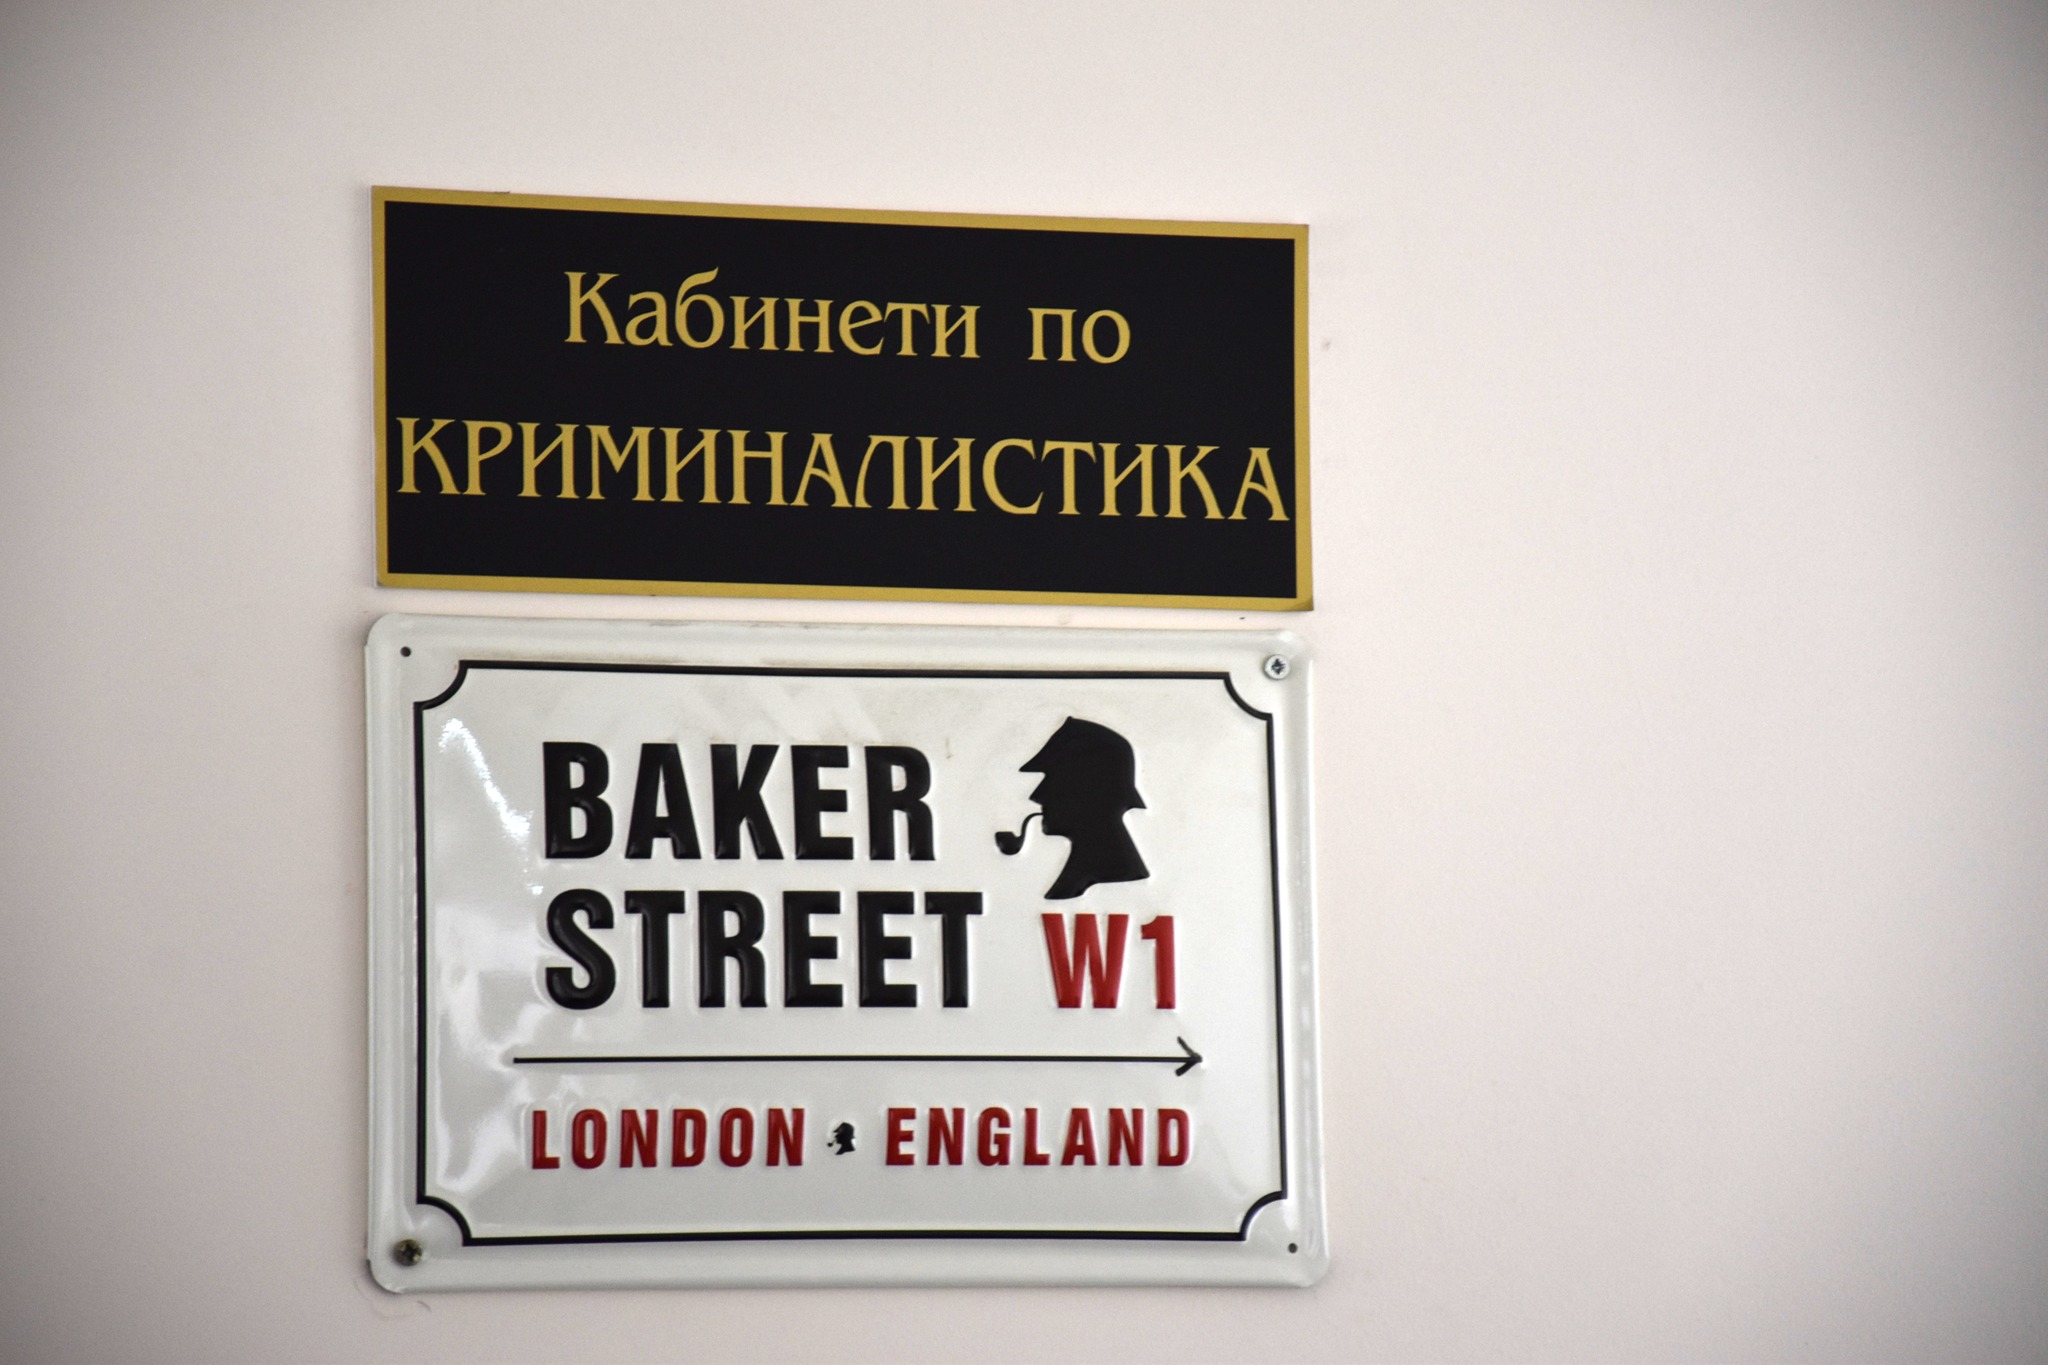 Кабинети по
КРИМИНАЛИСТИКА
BAKER
STREET W1
LONDON ENGLAND